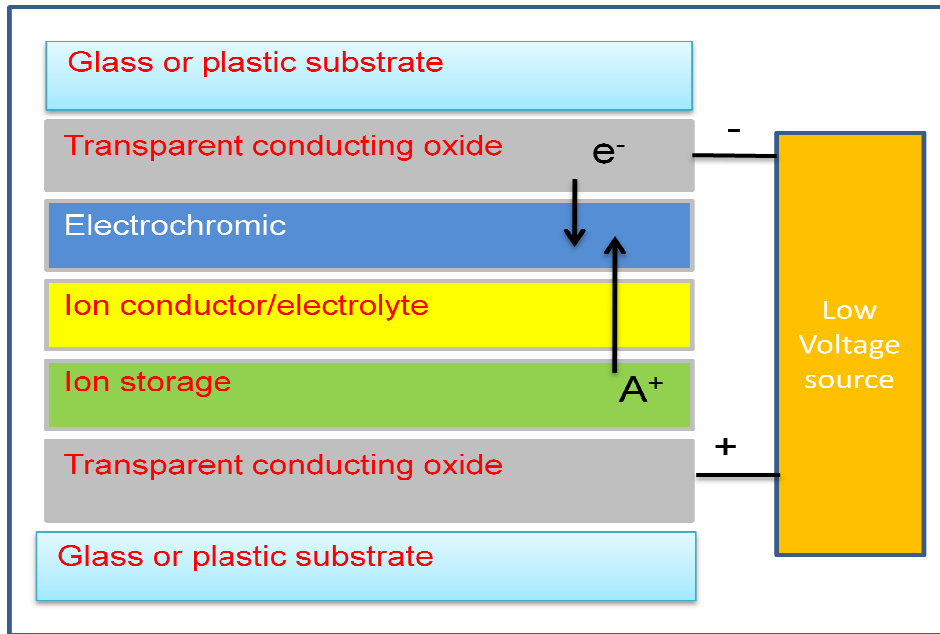 Glass or plastic substrate
Transparent conducting oxide
e⁻
-
Electrochromic
Ion conductor/electrolyte
Low
Voltage
source
Ion storage
A⁺
Transparent conducting oxide
+
Glass or plastic substrate